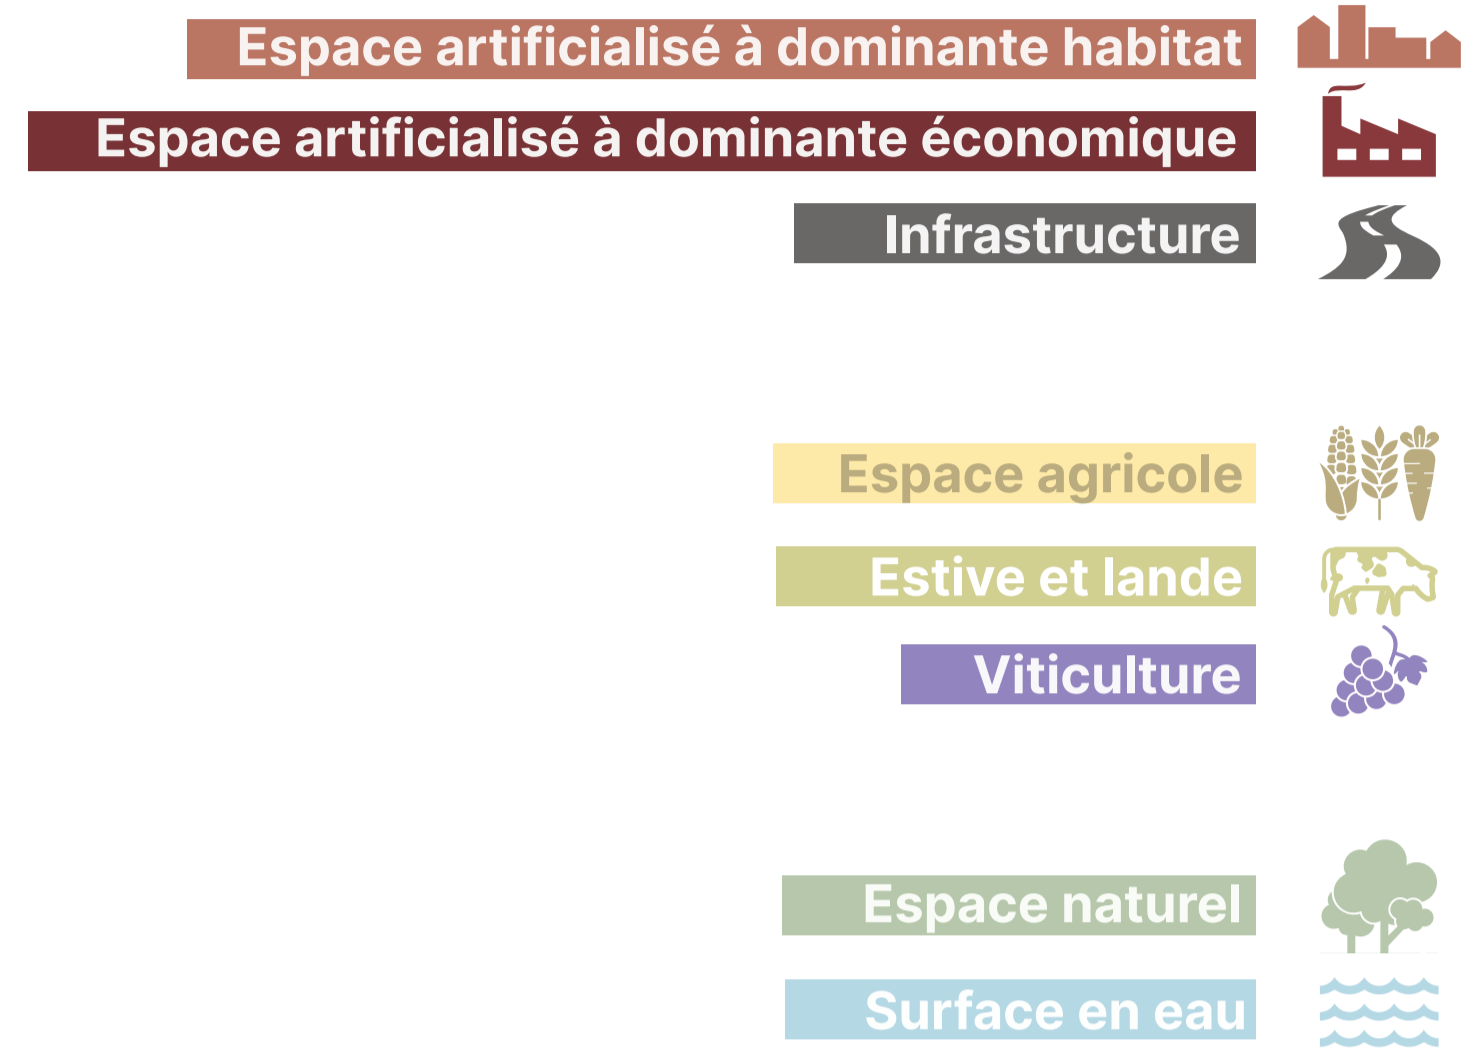 Espace artificialisé à dominante habitat
Espace artificialisé à dominante économique
Infrastructure
Espace agricole
Estive et lande
Viticulture
Espace naturel
Surface en eau